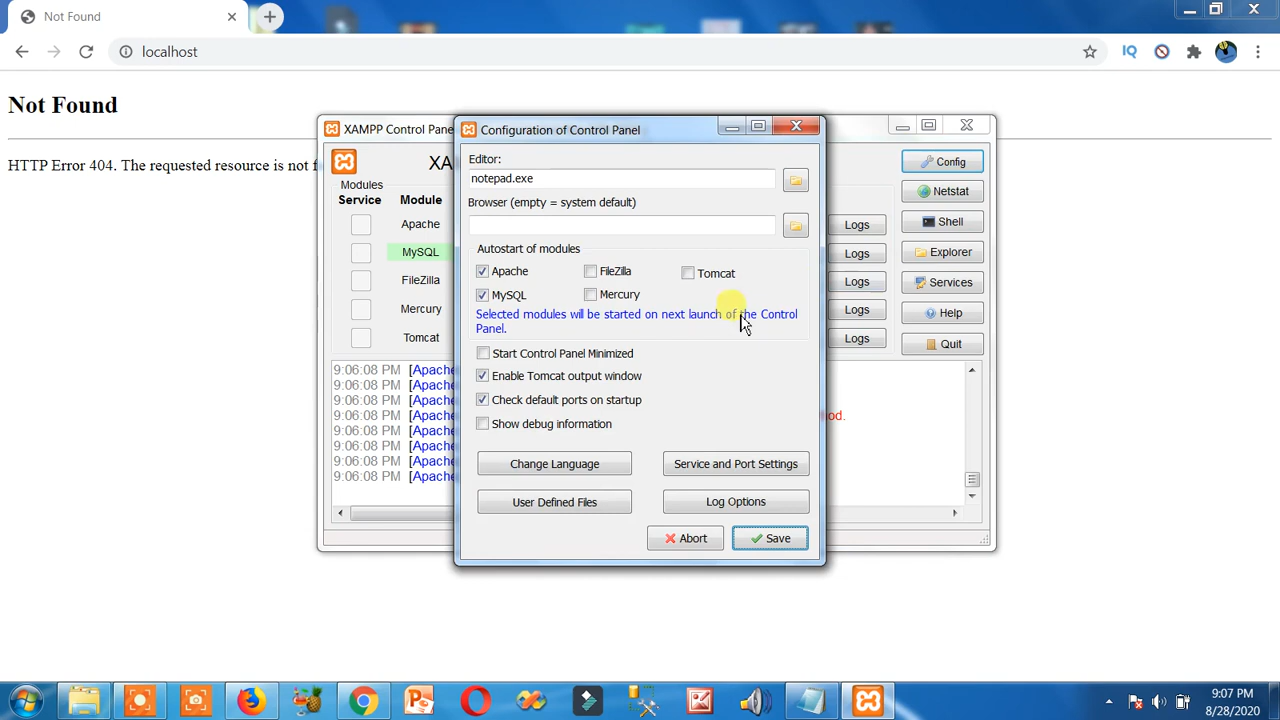 Not Found
localhost
IQ
Not Found
HTTP Error 404. The requested resource is not f
XAMPP Control Pane
XA
Modules
Service
Module
Apache
MySQL
FileZilla
Mercury
Tomcat
Logs
Logs
Logs
Logs
Logs
Config
Netstat
Shell
Explorer
Services
Help
Quit
9:06:08 PM [Apache
9:06:08 PM [Apache
9:06:08 PM [Apache
9:06:08 PM [Apache
9:06:08 PM [Apache
9:06:08 PM [Apache
9:06:08 PM [Apache
9:06:08 PM [Apache
od.
Configuration of Control Panel
Editor:
notepad.exe
Browser (empty = system default)
Autostart of modules
Apache
FileZilla
Tomcat
MySQL
Mercury
Selected modules will be started on next launch of the Control
Panel.
Start Control Panel Minimized
Enable Tomcat output window
Check default ports on startup
Show debug information
Change Language
Service and Port Settings
User Defined Files
Log Options
Abort
Save
9:07 PM
8/28/2020